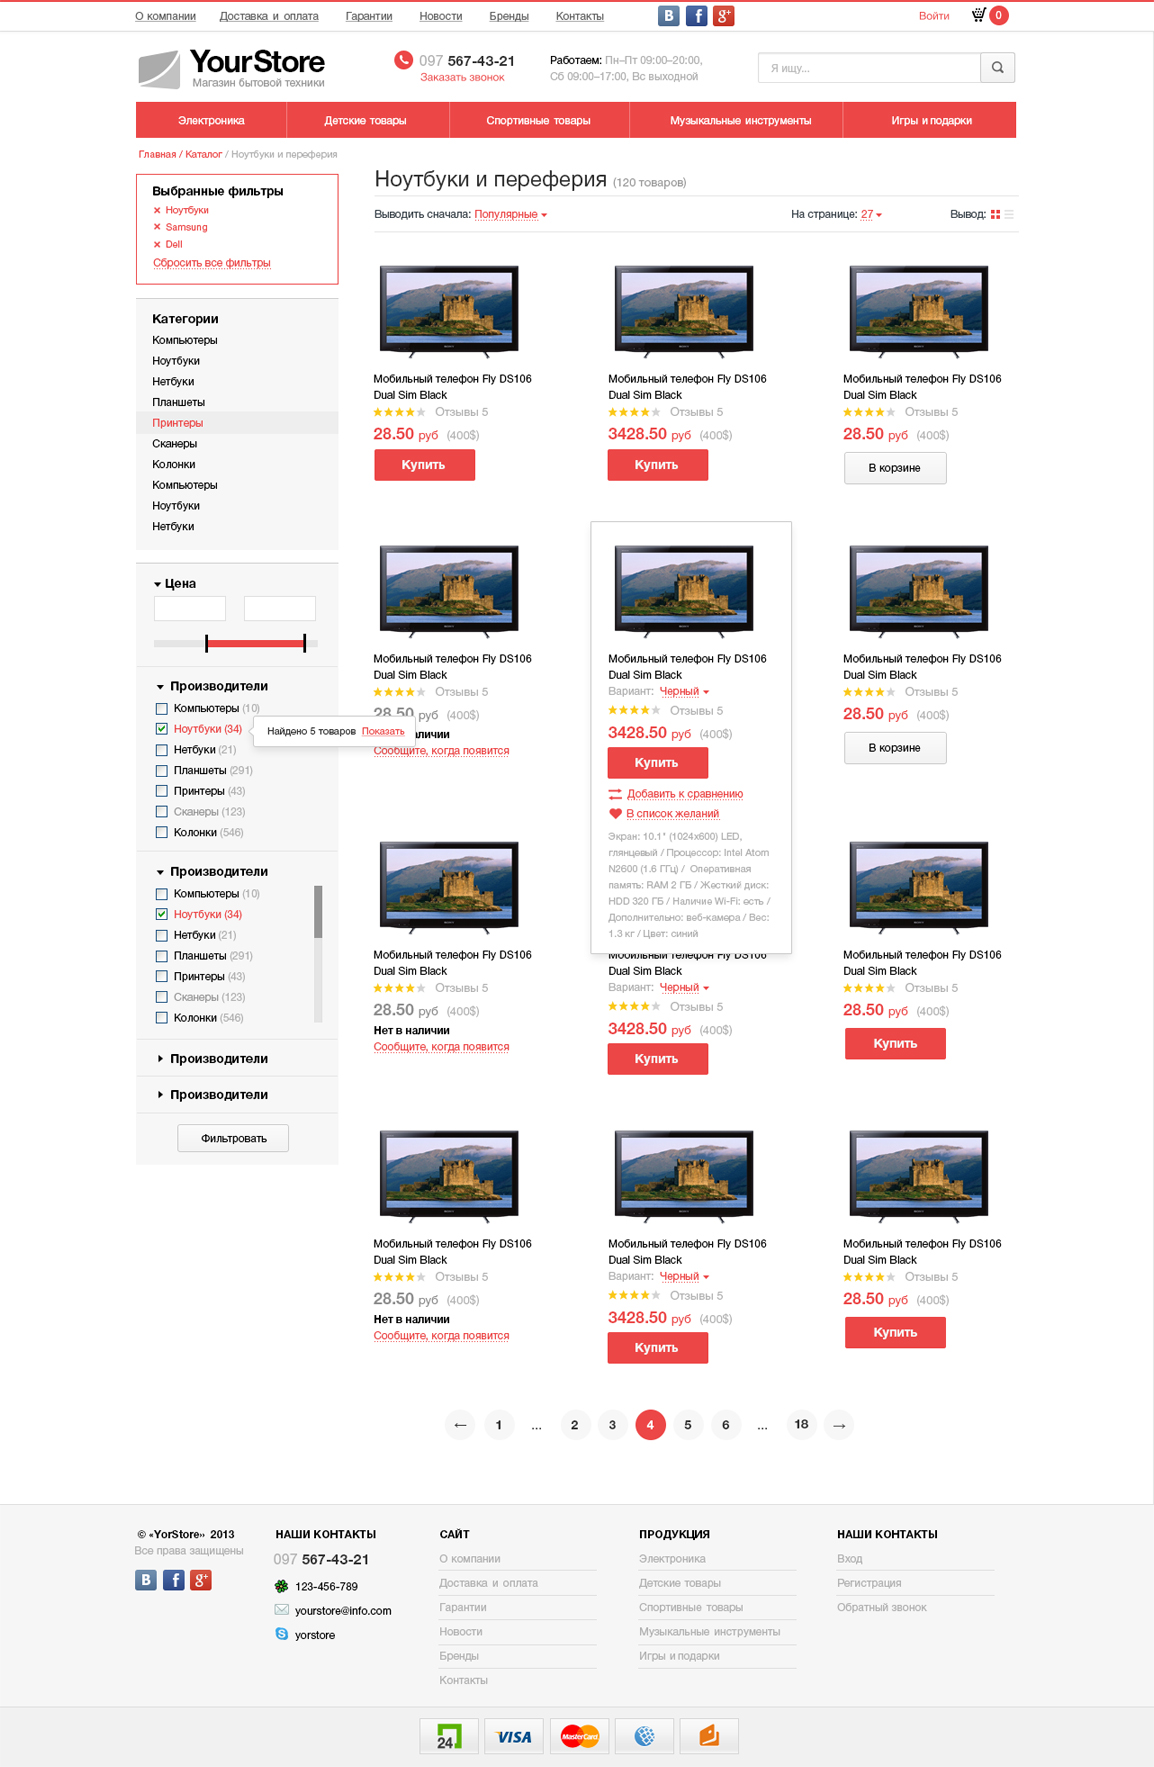 О компании Доставка и оплата Гарантии Новости Бренды Контакты Войти 0
YourStore
Магазин бытовой техники
097 567-43-21
Заказать звонок
Работаем: Пн–Пт 09:00–20:00,
Сб 09:00–17:00, Вс выходной
Я ищу...
Электроника Детские товары Спортивные товары Музыкальные инструменты Игры и подарки
Главная / Каталог / Ноутбуки и переферия
Выбранные фильтры
Ноутбуки
Samsung
Dell
Сбросить все фильтры
Категории
Компьютеры
Ноутбуки
Нетбуки
Планшеты
Принтеры
Сканеры
Колонки
Компьютеры
Ноутбуки
Нетбуки
Цена
Производители
Компьютеры (10)
Ноутбуки (34)
Нетбуки (21)
Планшеты (291)
Принтеры (43)
Сканеры (123)
Колонки (546)
Найдено 5 товаров Показать
Производители
Компьютеры (10)
Ноутбуки (34)
Нетбуки (21)
Планшеты (291)
Принтеры (43)
Сканеры (123)
Колонки (546)
Производители
Производители
Фильтровать
Ноутбуки и переферия (120 товаров)
Выводить сначала: Популярные На странице: 27 Вывод:
Мобильный телефон Fly DS106
Dual Sim Black
Отзывы 5
28.50 руб (400$)
Купить
Мобильный телефон Fly DS106
Dual Sim Black
Отзывы 5
3428.50 руб (400$)
Купить
Мобильный телефон Fly DS106
Dual Sim Black
Отзывы 5
28.50 руб (400$)
В корзине
Мобильный телефон Fly DS106
Dual Sim Black
Отзывы 5
28.50 руб (400$)
наличии
Сообщите, когда появится
Мобильный телефон Fly DS106
Dual Sim Black
Вариант: Черный
Отзывы 5
3428.50 руб (400$)
Купить
Добавить к сравнению
В список желаний
Экран: 10.1" (1024x600) LED,
глянцевый / Процессор: Intel Atom
N2600 (1.6 ГГц) / Оперативная
память: RAM 2 ГБ / Жесткий диск:
HDD 320 ГБ / Наличие Wi-Fi: есть /
Дополнительно: веб-камера / Вес:
1.3 кг / Цвет: синий
Мобильный телефон Fly DS106
Dual Sim Black
Отзывы 5
28.50 руб (400$)
В корзине
Мобильный телефон Fly DS106
Dual Sim Black
Отзывы 5
28.50 руб (400$)
Нет в наличии
Сообщите, когда появится
Мобильный телефон Fly DS106
Dual Sim Black
Вариант: Черный
Отзывы 5
3428.50 руб (400$)
Купить
Мобильный телефон Fly DS106
Dual Sim Black
Отзывы 5
28.50 руб (400$)
Купить
Мобильный телефон Fly DS106
Dual Sim Black
Отзывы 5
28.50 руб (400$)
Нет в наличии
Сообщите, когда появится
Мобильный телефон Fly DS106
Dual Sim Black
Вариант: Черный
Отзывы 5
3428.50 руб (400$)
Купить
Мобильный телефон Fly DS106
Dual Sim Black
Отзывы 5
28.50 руб (400$)
Купить
← 1 ... 2 3 4 5 6 ... 18 →
© «YorStore» 2013
Все права защищены
НАШИ КОНТАКТЫ
097 567-43-21
123-456-789
yourstore@info.com
yorstore
САЙТ
О компании
Доставка и оплата
Гарантии
Новости
Бренды
Контакты
ПРОДУКЦИЯ
Электроника
Детские товары
Спортивные товары
Музыкальные инструменты
Игры и подарки
НАШИ КОНТАКТЫ
Вход
Регистрация
Обратный звонок
24 VISA MasterCard